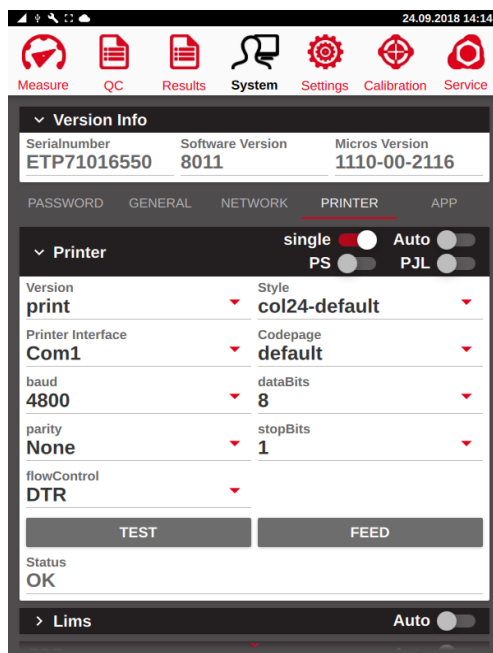 24.09.2018 14:14
Measure QC Results System Settings Calibration Service
Version Info
Serialnumber Software Version Micros Version
ETP71016550 8011 1110-00-2116
PASSWORD GENERAL NETWORK PRINTER APP
Printer
single Auto
PS PJL
Version Style
print col24-default
Printer Interface Codepage
Com1 default
baud dataBits
4800 8
parity stopBits
None 1
flowControl
DTR
TEST FEED
Status
OK
Lims Auto